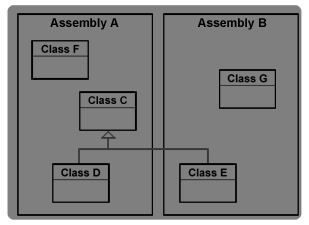 Assembly A
Assembly B
Class F
Class G
Class C
Class D
Class E